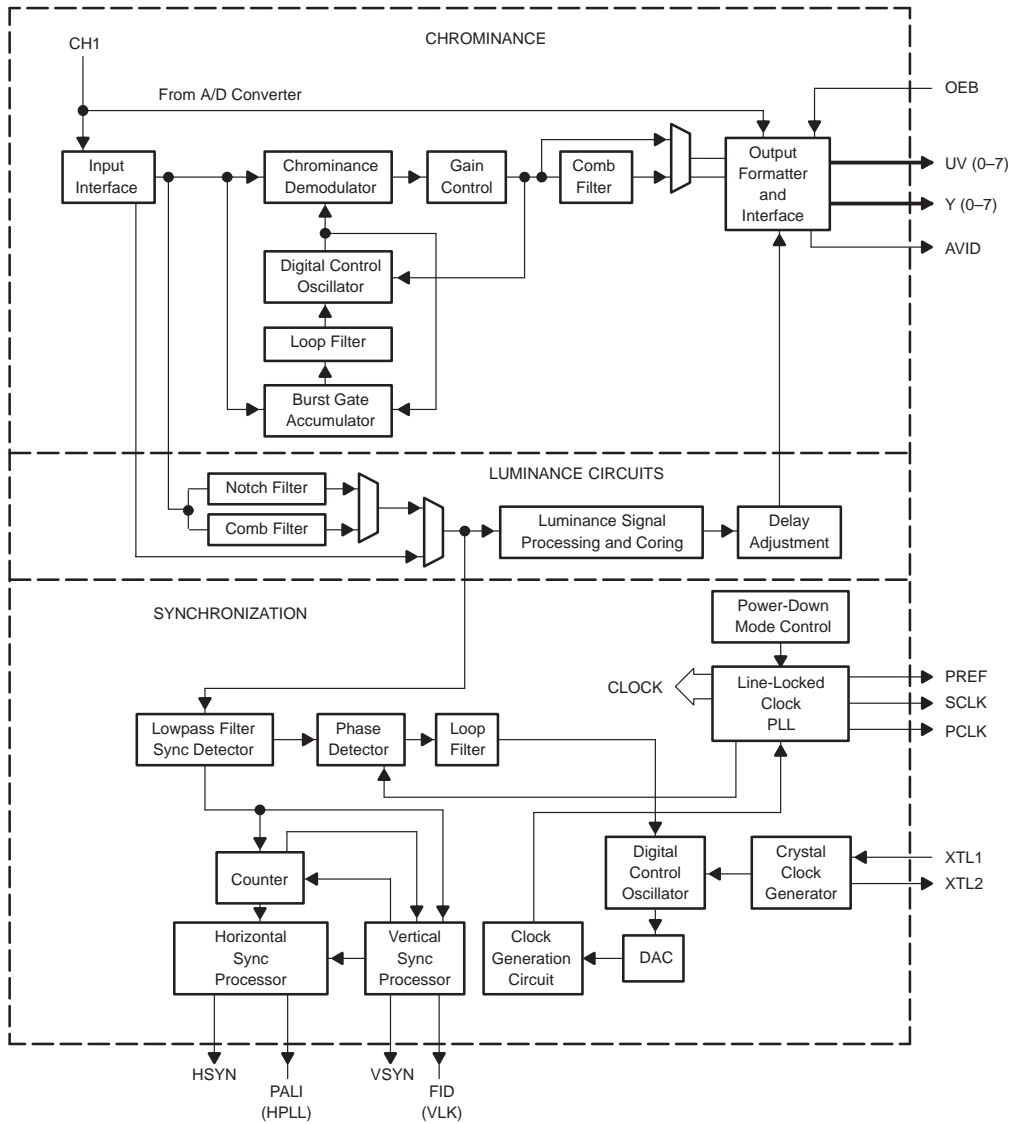 CHROMINANCE
CH1
From A/D Converter
OEB
Input
Interface
Chrominance
Demodulator
Gain
Control
Comb
Filter
Output
Formatter
and
Interface
UV (0–7)
Y (0–7)
AVID
Digital Control
Oscillator
Loop Filter
Burst Gate
Accumulator
LUMINANCE CIRCUITS
Notch Filter
Comb Filter
Luminance Signal
Processing and Coring
Delay
Adjustment
SYNCHRONIZATION
Power-Down
Mode Control
CLOCK
Line-Locked
Clock
PLL
PREF
SCLK
PCLK
Lowpass Filter
Sync Detector
Phase
Detector
Loop
Filter
Counter
Digital
Control
Oscillator
Crystal
Clock
Generator
XTL1
XTL2
Horizontal
Sync
Processor
Vertical
Sync
Processor
Clock
Generation
Circuit
DAC
HSYN
PALI
(HPLL)
VSYN
FID
(VLK)